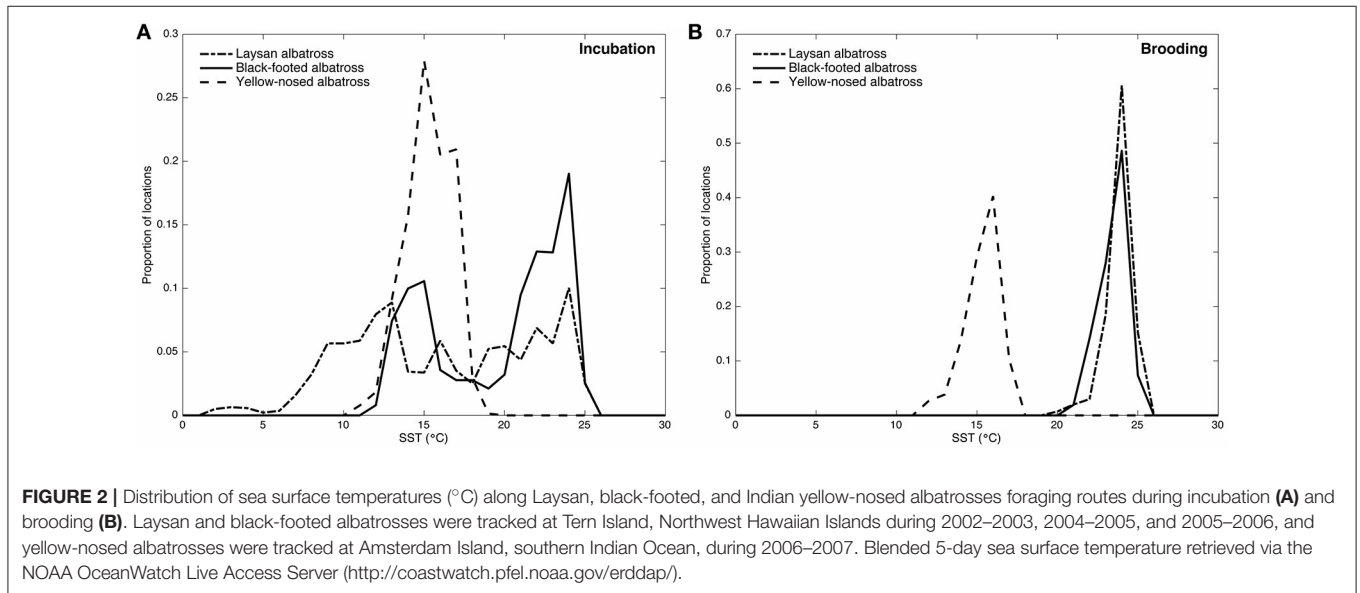 A
Incubation
Laysan albatross
Black-footed albatross
Yellow-nosed albatross
Proportion of locations
0.3
0.25
0.2
0.15
0.1
0.05
0
0 5 10 15 20 25 30
SST (°C)
B
Brooding
Laysan albatross
Black-footed albatross
Yellow-nosed albatross
Proportion of locations
0.7
0.6
0.5
0.4
0.3
0.2
0.1
0
0 5 10 15 20 25 30
SST (°C)
FIGURE 2 | Distribution of sea surface temperatures (°C) along Laysan, black-footed, and Indian yellow-nosed albatrosses foraging routes during incubation (A) and
brooding (B). Laysan and black-footed albatrosses were tracked at Tern Island, Northwest Hawaiian Islands during 2002–2003, 2004–2005, and 2005–2006, and
yellow-nosed albatrosses were tracked at Amsterdam Island, southern Indian Ocean, during 2006–2007. Blended 5-day sea surface temperature retrieved via the
NOAA OceanWatch Live Access Server (http://coastwatch.pfel.noaa.gov/erddap/).